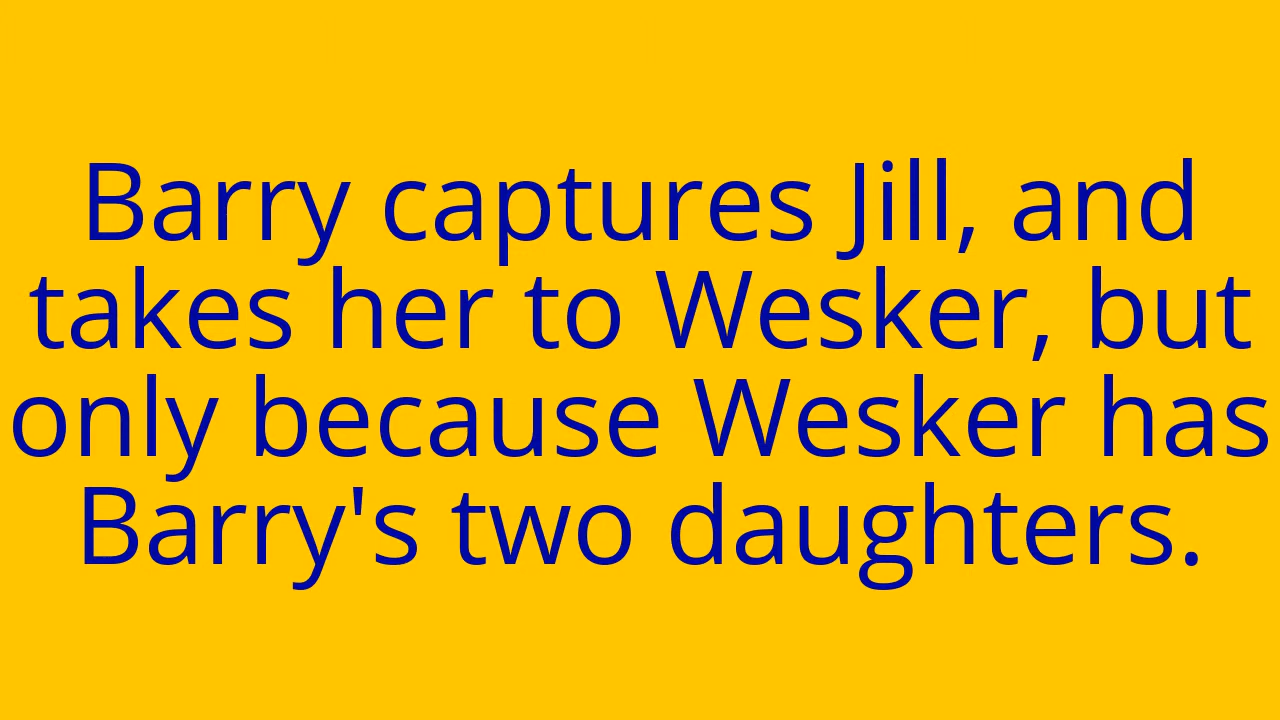 Barry captures Jill, and
takes her to Wesker, but
only because Wesker has
Barry's two daughters.